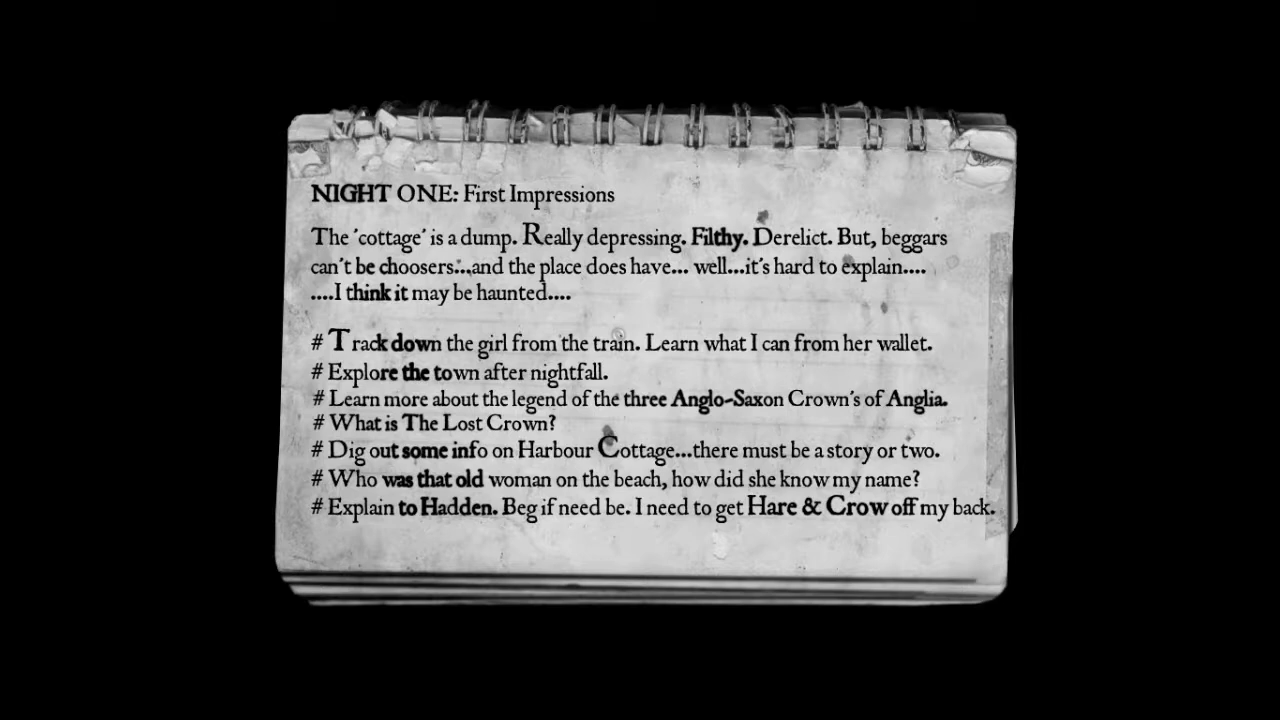 NIGHT ONE: First Impressions
The 'cottage' is a dump. Really depressing. Filthy. Derelict. But, beggars
can't be choosers...and the place does have... well...it's hard to explain....
....I think it may be haunted....
# Track down the girl from the train. Learn what I can from her wallet.
# Explore the town after nightfall.
# Learn more about the legend of the three Anglo-Saxon Crown's of Anglia.
# What is The Lost Crown?
# Dig out some info on Harbour Cottage...there must be a story or two.
# Who was that old woman on the beach, how did she know my name?
# Explain to Hadden. Beg if need be. I need to get Hare & Crow off my back.